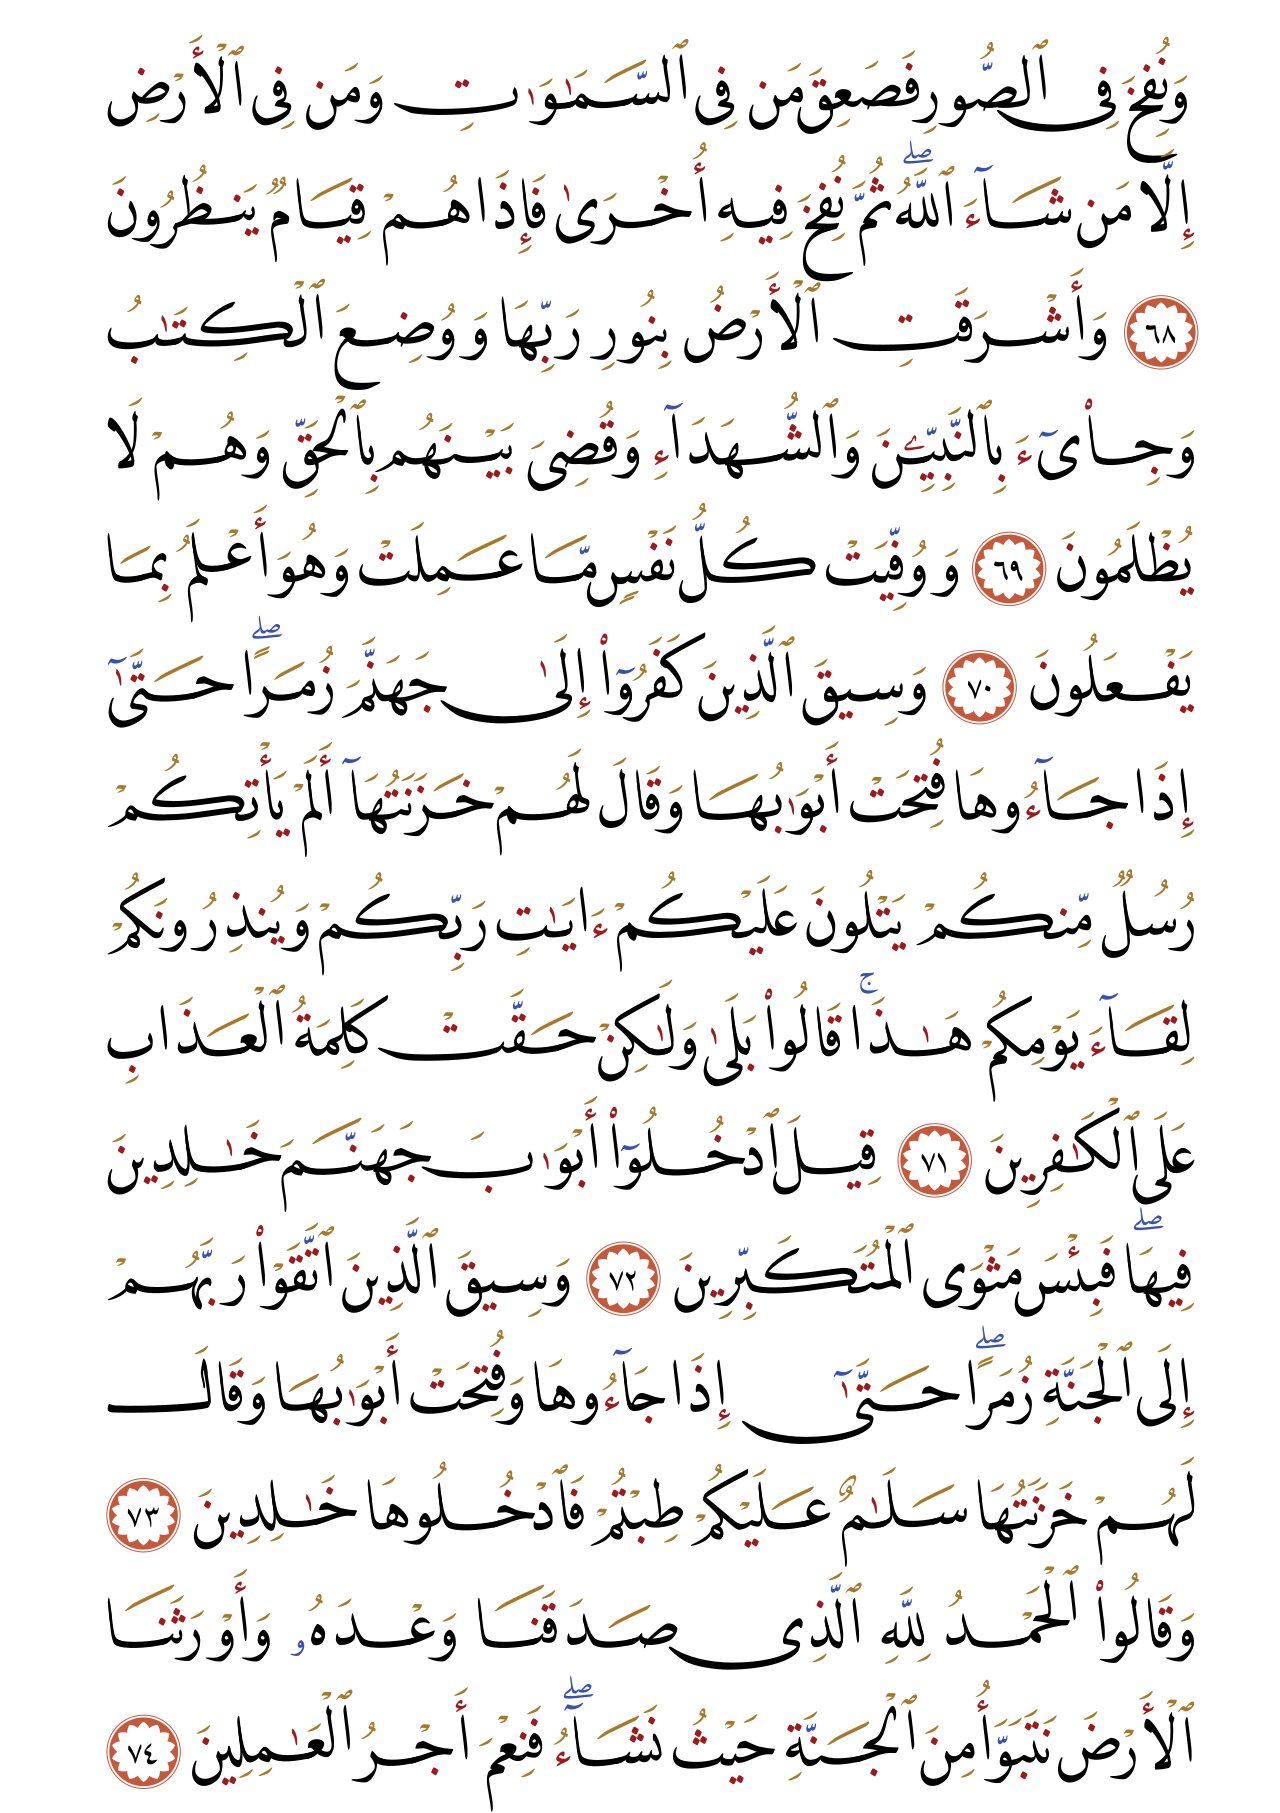 وَنُفِخَ فِى ٱلصُّورِ فَصَعِقَ مَن فِى ٱلسَّمَـٰوَٰتِ وَمَن فِى ٱلْأَرْضِ
إِلَّا مَن شَآءَ ٱللَّهُ ۖ ثُمَّ نُفِخَ فِيهِ أُخْرَىٰ فَإِذَا هُمْ قِيَامٌ يَنظُرُونَ
٦٨ وَأَشْرَقَتِ ٱلْأَرْضُ بِنُورِ رَبِّهَا وَوُضِعَ ٱلْكِتَـٰبُ
وَجِا۟ىٓءَ بِٱلنَّبِيِّـۧنَ وَٱلشُّهَدَآءِ وَقُضِىَ بَيْنَهُم بِٱلْحَقِّ وَهُمْ لَا
يُظْلَمُونَ ٦٩ وَوُفِّيَتْ كُلُّ نَفْسٍ مَّا عَمِلَتْ وَهُوَ أَعْلَمُ بِمَا
يَفْعَلُونَ ٧٠ وَسِيقَ ٱلَّذِينَ كَفَرُوٓا۟ إِلَىٰ جَهَنَّمَ زُمَرًا ۖ حَتَّىٰٓ
إِذَا جَآءُوهَا فُتِحَتْ أَبْوَٰبُهَا وَقَالَ لَهُمْ خَزَنَتُهَآ أَلَمْ يَأْتِكُمْ
رُسُلٌ مِّنكُمْ يَتْلُونَ عَلَيْكُمْ ءَايَـٰتِ رَبِّكُمْ وَيُنذِرُونَكُمْ
لِقَآءَ يَوْمِكُمْ هَـٰذَا ۚ قَالُوا۟ بَلَىٰ وَلَـٰكِنْ حَقَّتْ كَلِمَةُ ٱلْعَذَابِ
عَلَى ٱلْكَـٰفِرِينَ ٧١ قِيلَ ٱدْخُلُوٓا۟ أَبْوَٰبَ جَهَنَّمَ خَـٰلِدِينَ
فِيهَا ۖ فَبِئْسَ مَثْوَى ٱلْمُتَكَبِّرِينَ ٧٢ وَسِيقَ ٱلَّذِينَ ٱتَّقَوْا۟ رَبَّهُمْ
إِلَى ٱلْجَنَّةِ زُمَرًا ۖ حَتَّىٰٓ إِذَا جَآءُوهَا وَفُتِحَتْ أَبْوَٰبُهَا وَقَالَ
لَهُمْ خَزَنَتُهَا سَلَـٰمٌ عَلَيْكُمْ طِبْتُمْ فَٱدْخُلُوهَا خَـٰلِدِينَ ٧٣
وَقَالُوا۟ ٱلْحَمْدُ لِلَّهِ ٱلَّذِى صَدَقَنَا وَعْدَهُۥ وَأَوْرَثَنَا
ٱلْأَرْضَ نَتَبَوَّأُ مِنَ ٱلْجَنَّةِ حَيْثُ نَشَآءُ ۖ فَنِعْمَ أَجْرُ ٱلْعَـٰمِلِينَ ٧٤